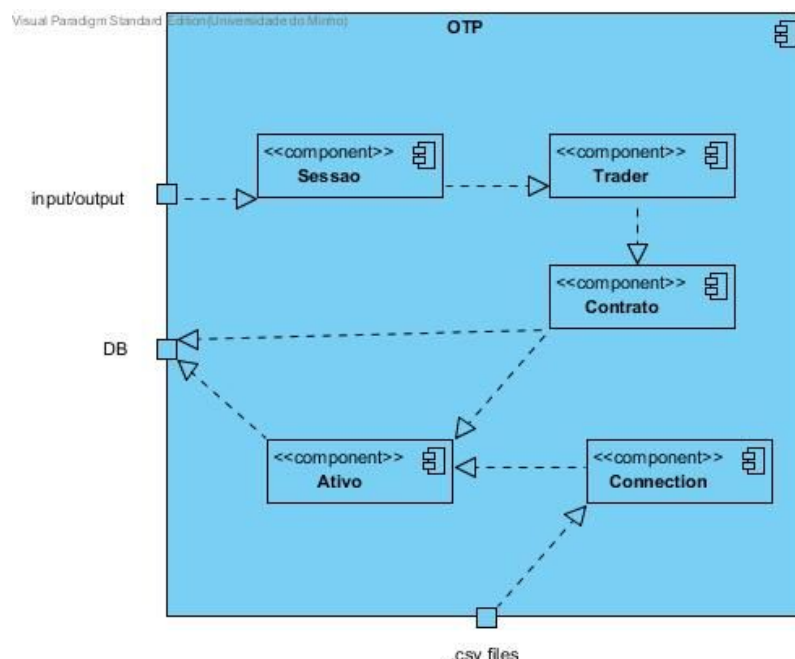 Visual Paradigm Standard Edition(Universidade do Minho)
OTP
<<component>>
Sessao
<<component>>
Trader
input/output
<<component>>
Contrato
DB
<<component>>
Ativo
<<component>>
Connection
.csv files